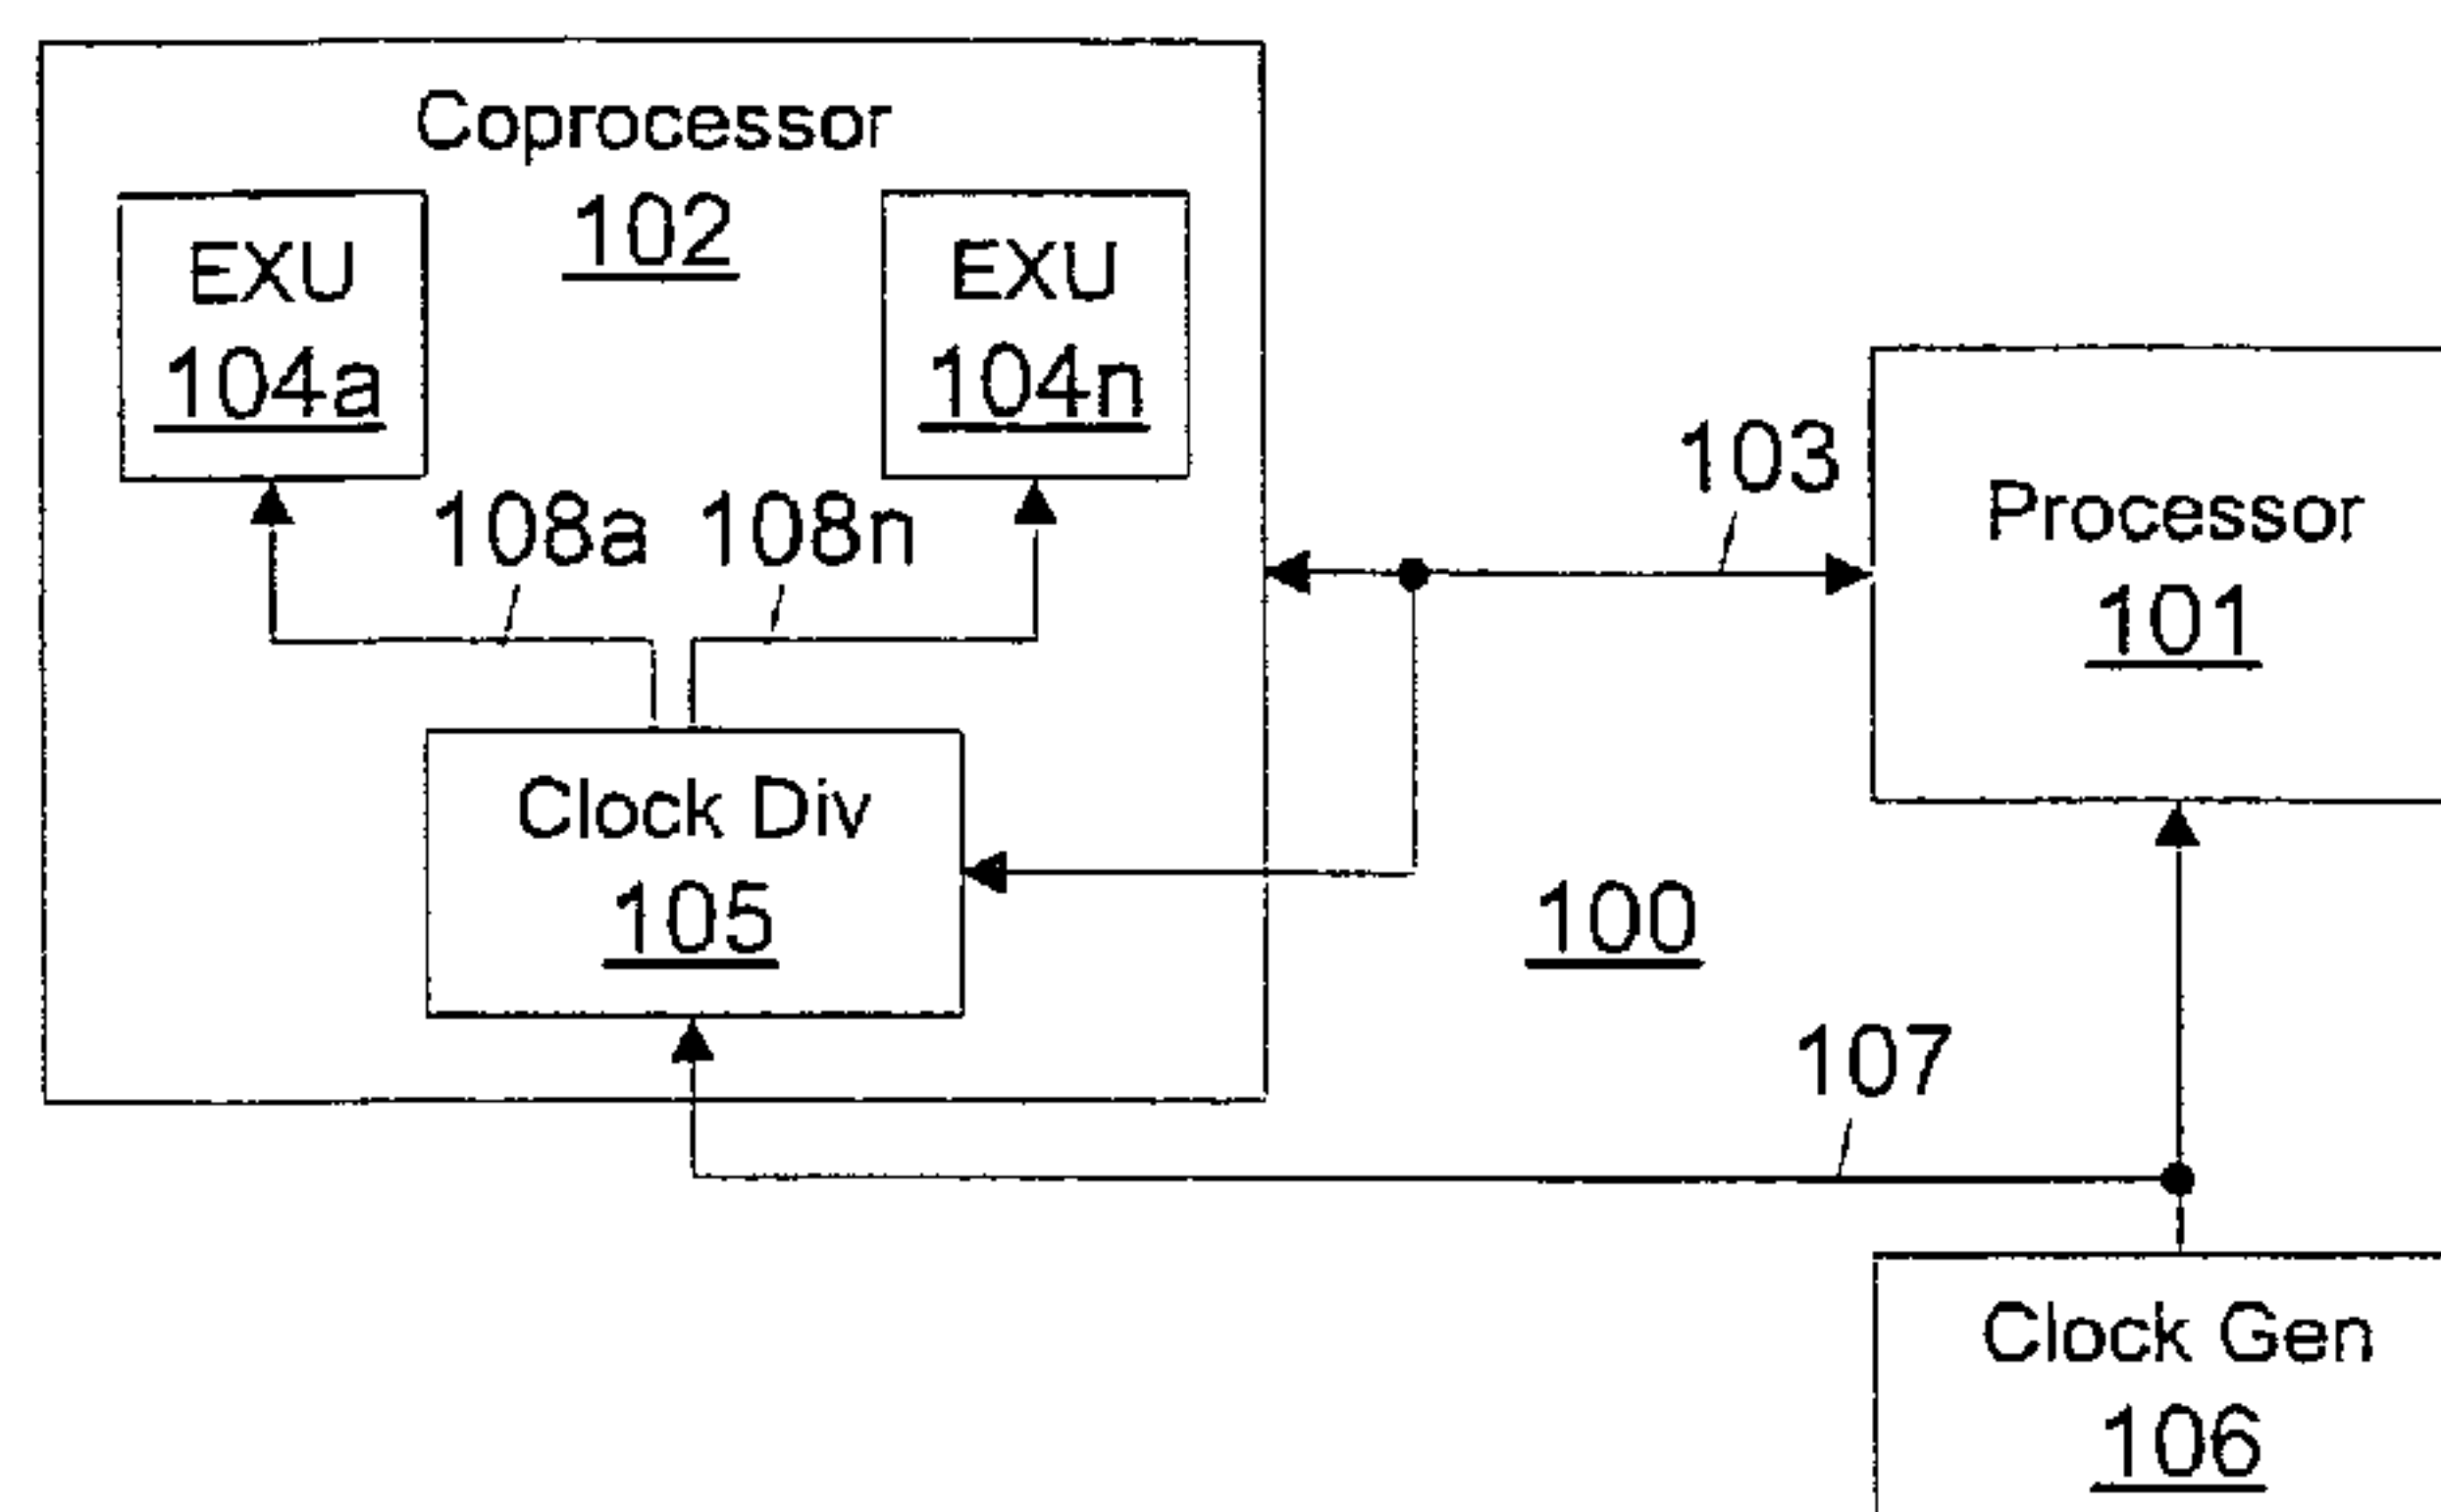 Coprocessor
102
EXU
104a
EXU
104n
108a
108n
103
Processor
101
Clock Div
105
100
107
Clock Gen
106